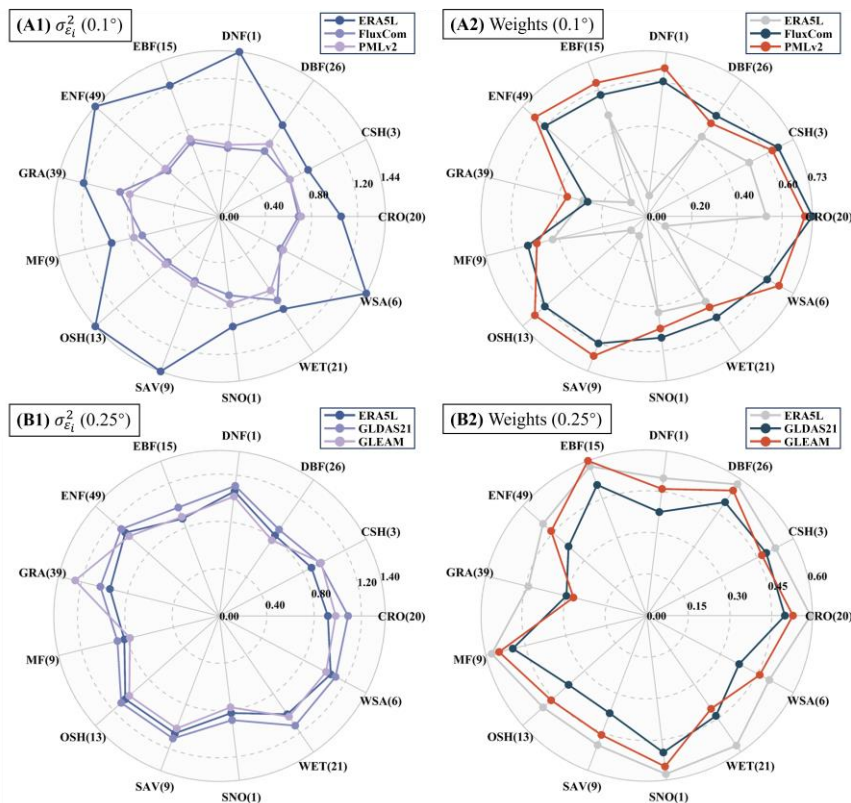 (A1) σ²εᵢ (0.1°)
ERA5L
FluxCom
PMLv2
DNF(1)
EBF(15)
DBF(26)
ENF(49)
CSH(3)
GRA(39)
1.44
1.20
0.80
0.40
0.00
CRO(20)
MF(9)
WSA(6)
OSH(13)
WET(21)
SAV(9)
SNO(1)
(A2) Weights (0.1°)
ERA5L
FluxCom
PMLv2
DNF(1)
EBF(15)
DBF(26)
ENF(49)
CSH(3)
GRA(39)
0.73
0.60
0.40
0.20
0.00
CRO(20)
MF(9)
WSA(6)
OSH(13)
WET(21)
SAV(9)
SNO(1)
(B1) σ²εᵢ (0.25°)
ERA5L
GLDAS21
GLEAM
DNF(1)
EBF(15)
DBF(26)
ENF(49)
CSH(3)
GRA(39)
1.40
1.20
0.80
0.40
0.00
CRO(20)
MF(9)
WSA(6)
OSH(13)
WET(21)
SAV(9)
SNO(1)
(B2) Weights (0.25°)
ERA5L
GLDAS21
GLEAM
DNF(1)
EBF(15)
DBF(26)
ENF(49)
CSH(3)
GRA(39)
0.60
0.45
0.30
0.15
0.00
CRO(20)
MF(9)
WSA(6)
OSH(13)
WET(21)
SAV(9)
SNO(1)